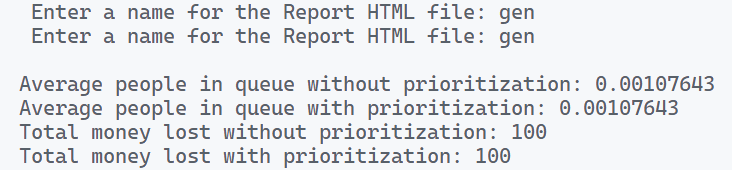 Enter a name for the Report HTML file: gen
Enter a name for the Report HTML file: gen
Average people in queue without prioritization: 0.00107643
Average people in queue with prioritization: 0.00107643
Total money lost without prioritization: 100
Total money lost with prioritization: 100